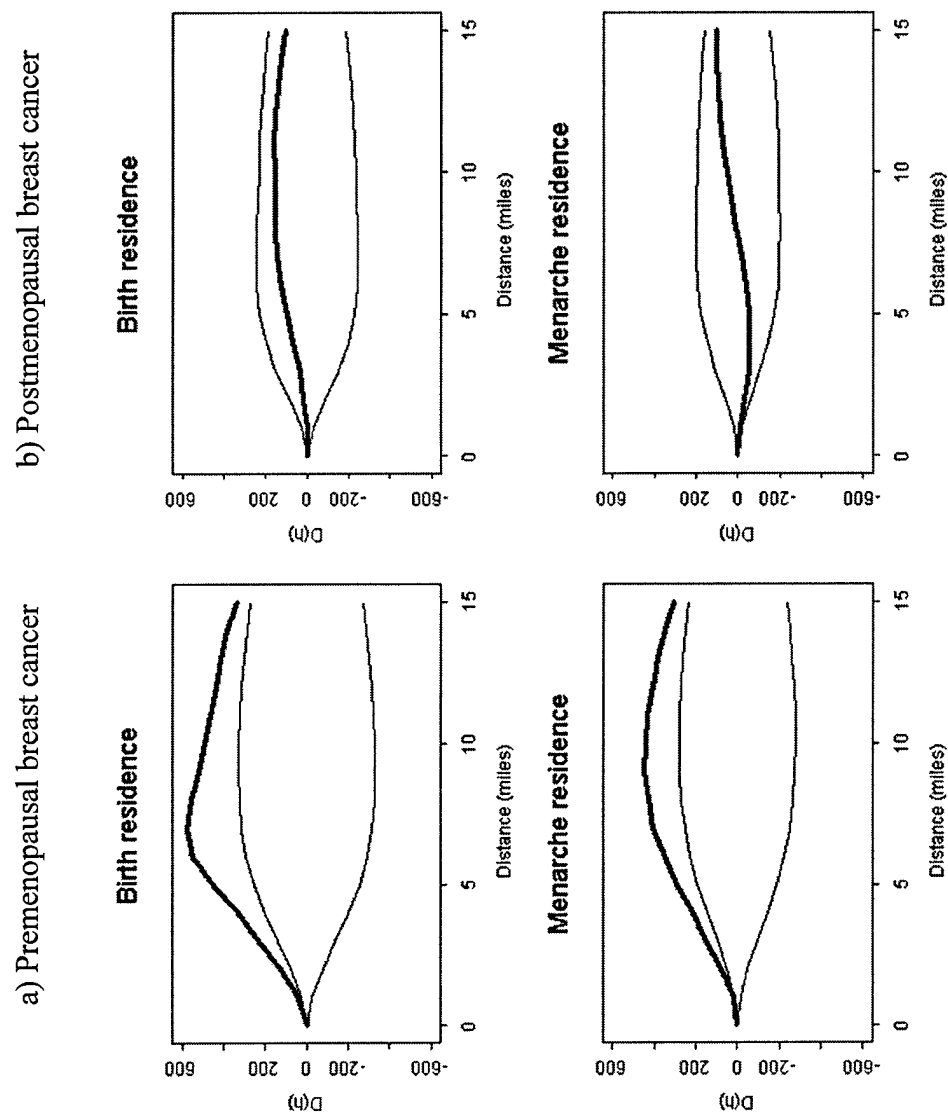 a) Premenopausal breast cancer
b) Postmenopausal breast cancer
Birth residence
D(h)
600
200
0
-200
-600
0 5 10 15
Distance (miles)
Birth residence
D(h)
600
200
0
-200
-600
0 5 10 15
Distance (miles)
Menarche residence
D(h)
600
200
0
-200
-600
0 5 10 15
Distance (miles)
Menarche residence
D(h)
600
200
0
-200
-600
0 5 10 15
Distance (miles)